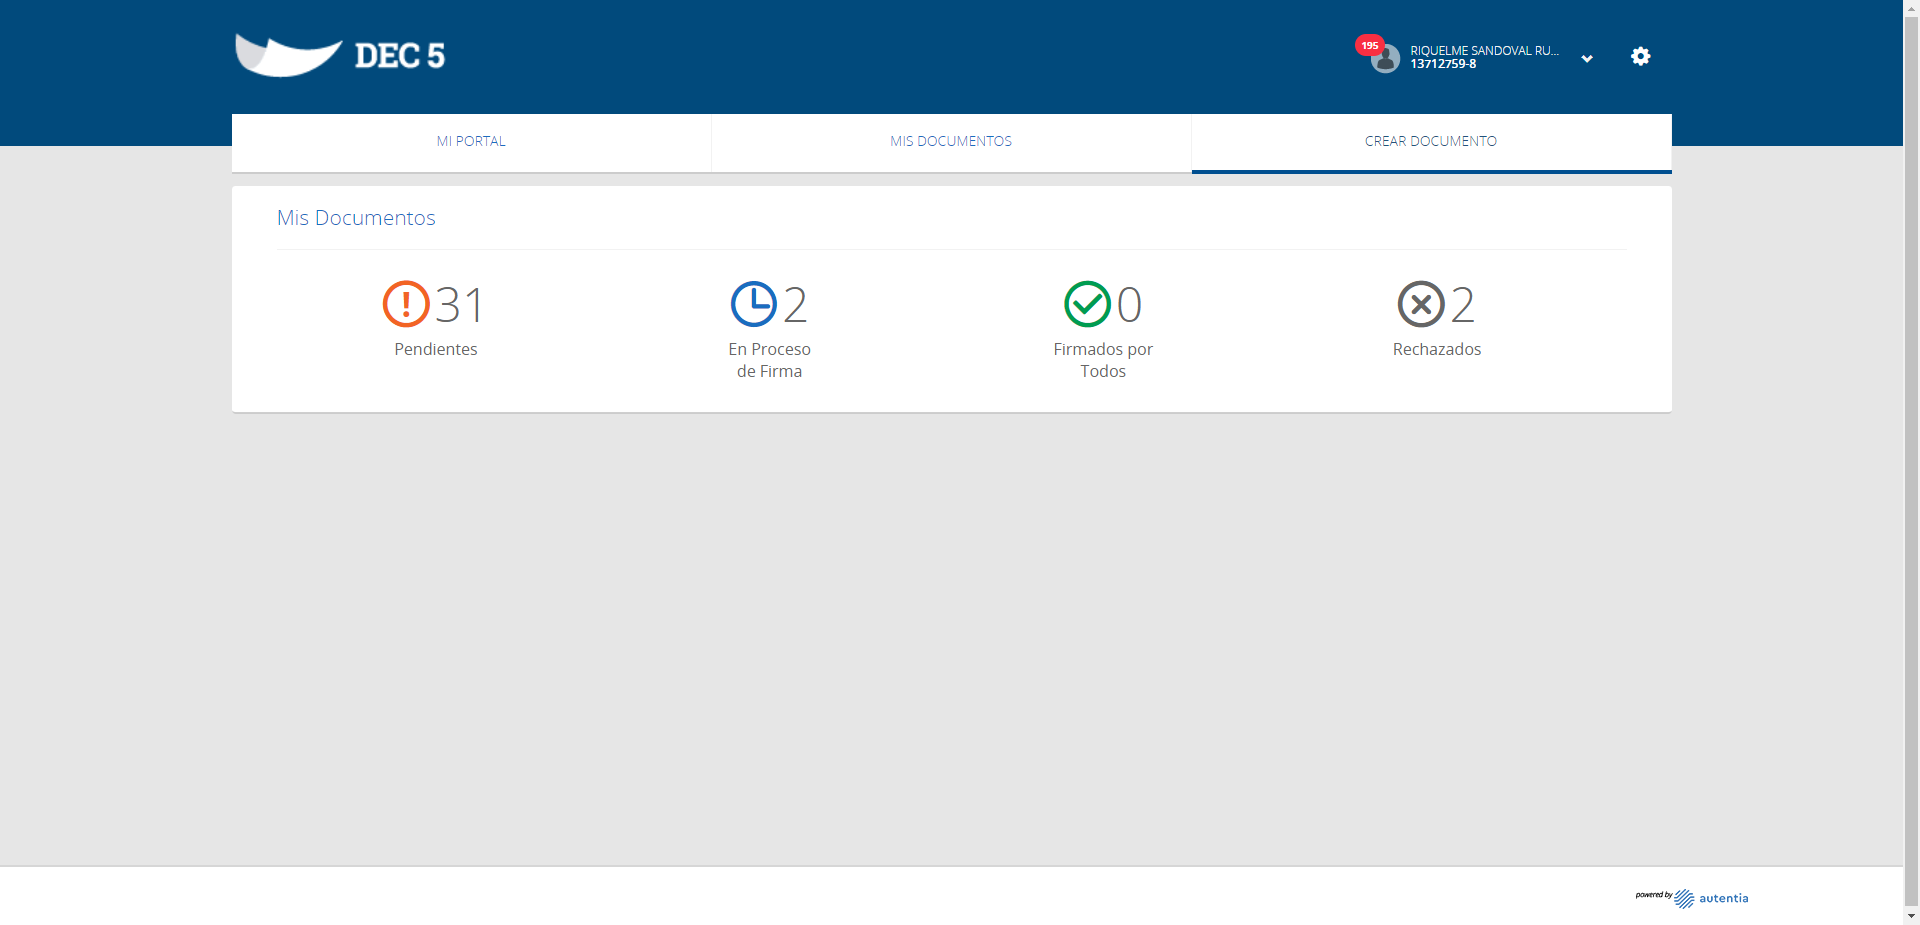 DEC 5
195
RIQUELME SANDOVAL RU...
13712759-8
MI PORTAL
MIS DOCUMENTOS
CREAR DOCUMENTO
Mis Documentos
31
Pendientes
2
En Proceso
de Firma
0
Firmados por
Todos
2
Rechazados
powered by autentia